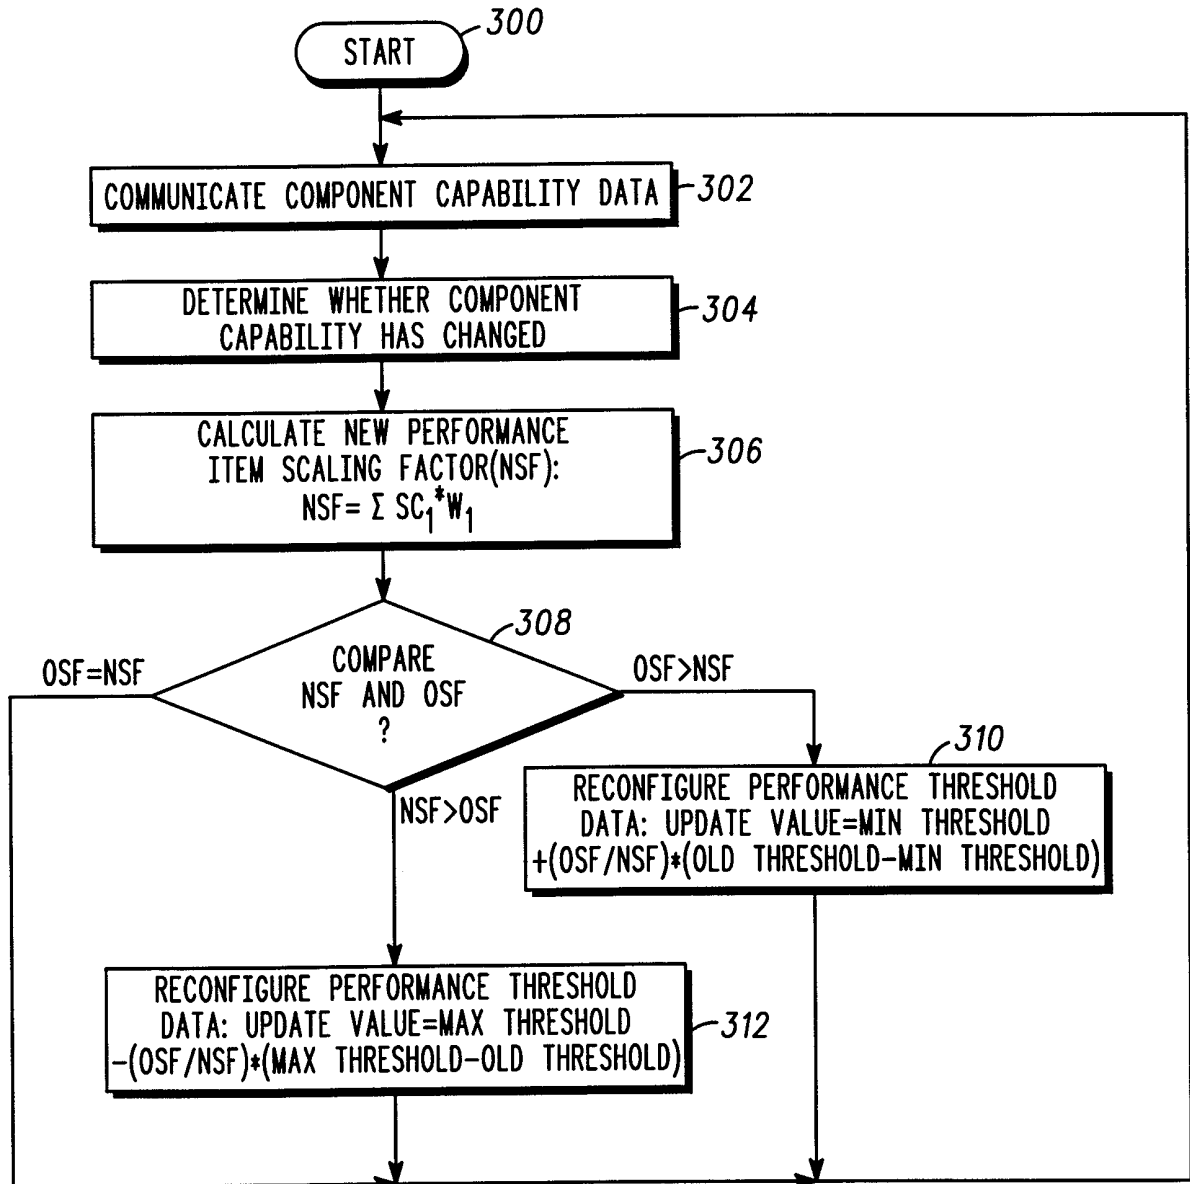 300
START
COMMUNICATE COMPONENT CAPABILITY DATA
302
DETERMINE WHETHER COMPONENT
CAPABILITY HAS CHANGED
304
CALCULATE NEW PERFORMANCE
ITEM SCALING FACTOR(NSF):
NSF= Σ SC₁*W₁
306
308
COMPARE
NSF AND OSF
?
OSF=NSF
OSF>NSF
NSF>OSF
310
RECONFIGURE PERFORMANCE THRESHOLD
DATA: UPDATE VALUE=MIN THRESHOLD
+(OSF/NSF)*(OLD THRESHOLD-MIN THRESHOLD)
RECONFIGURE PERFORMANCE THRESHOLD
DATA: UPDATE VALUE=MAX THRESHOLD
-(OSF/NSF)*(MAX THRESHOLD-OLD THRESHOLD)
312